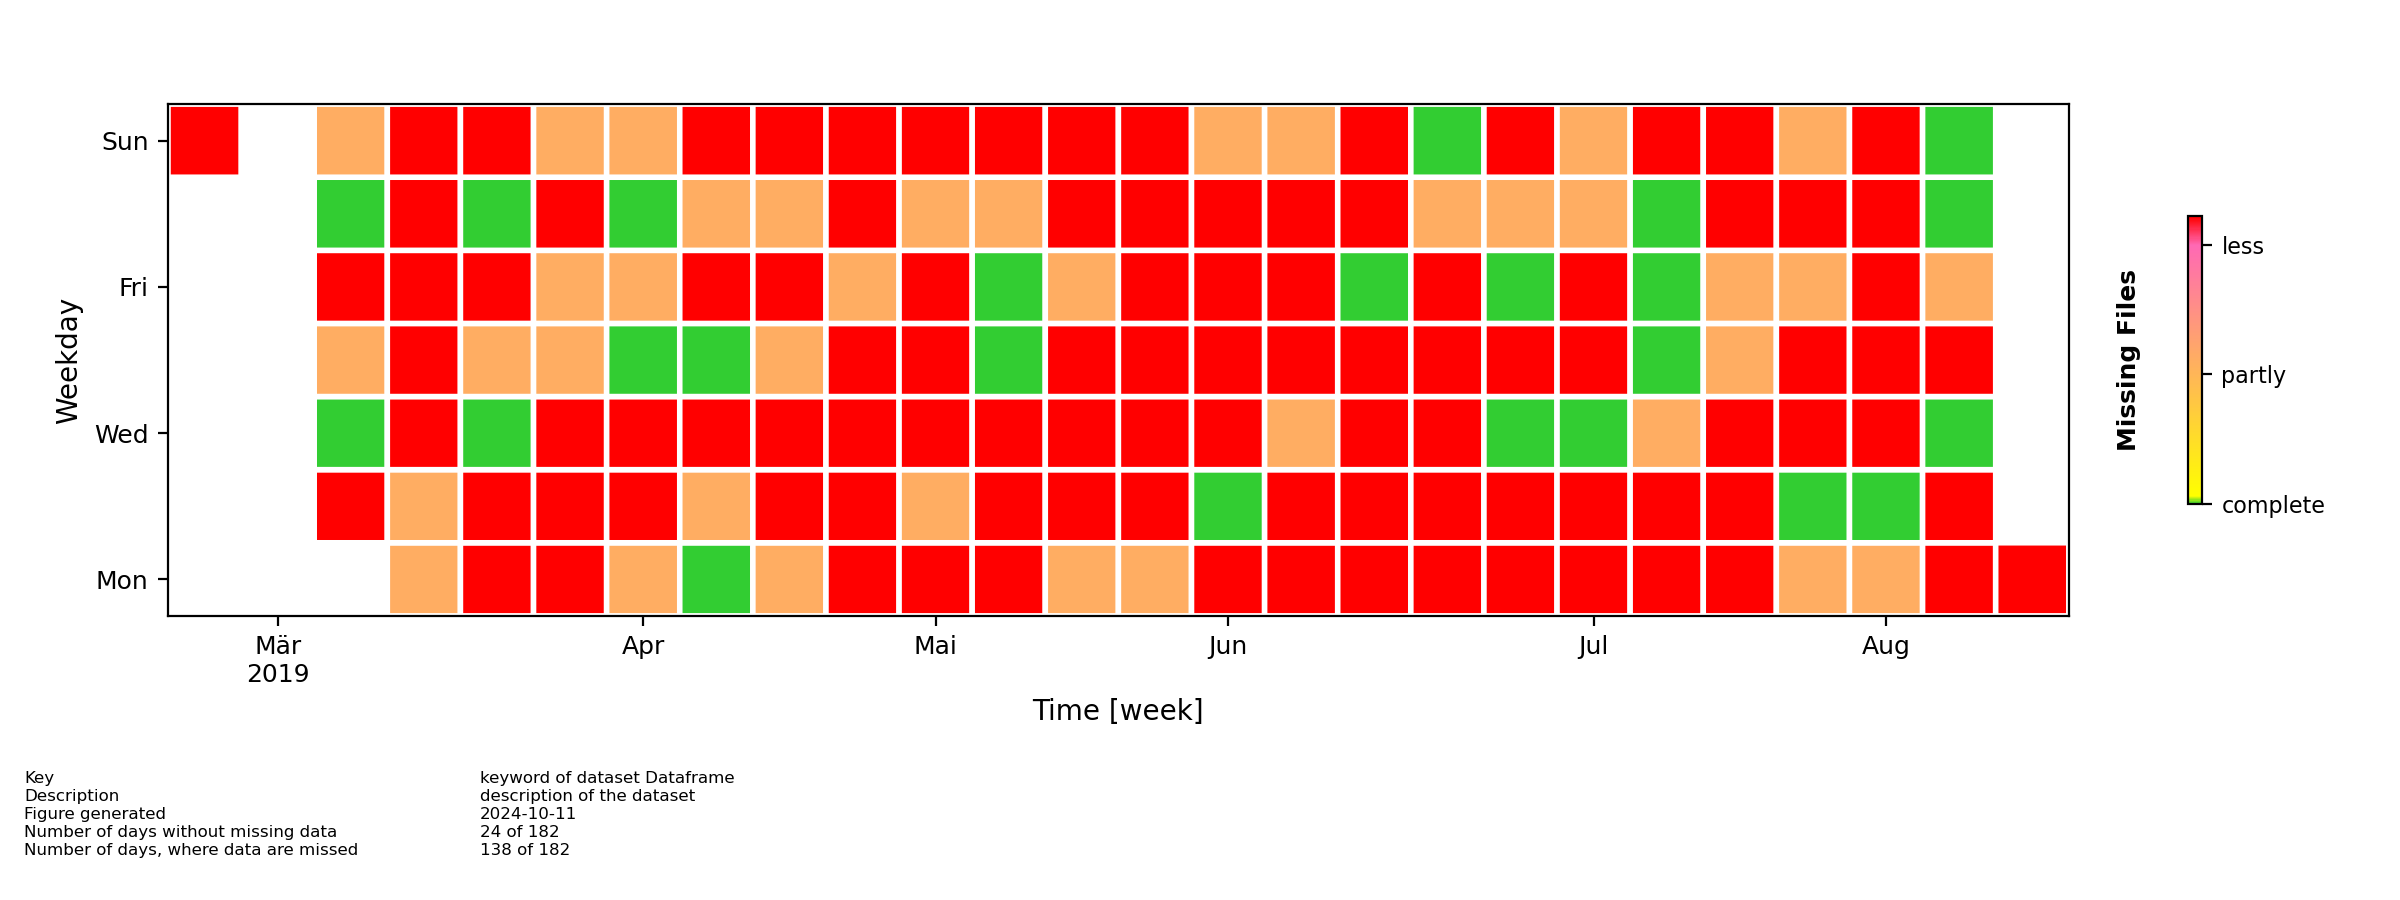 Sun
Fri
Wed
Mon
Weekday
Mär
2019
Apr
Mai
Jun
Jul
Aug
Time [week]
Missing Files
less
partly
complete
Key keyword of dataset Dataframe
Description description of the dataset
Figure generated 2024-10-11
Number of days without missing data 24 of 182
Number of days, where data are missed 138 of 182